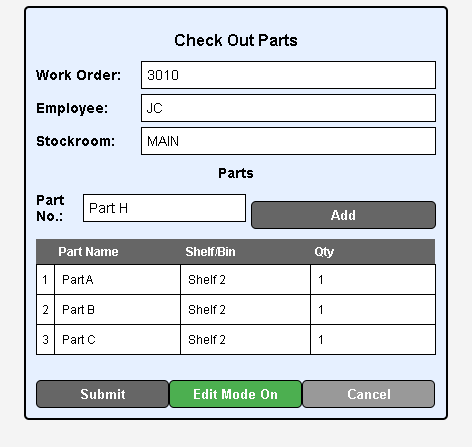 Check Out Parts
Work Order: 3010
Employee: JC
Stockroom: MAIN
Parts
Part No.: Part H Add
Part Name Shelf/Bin Qty
1 Part A Shelf 2 1
2 Part B Shelf 2 1
3 Part C Shelf 2 1
Submit Edit Mode On Cancel